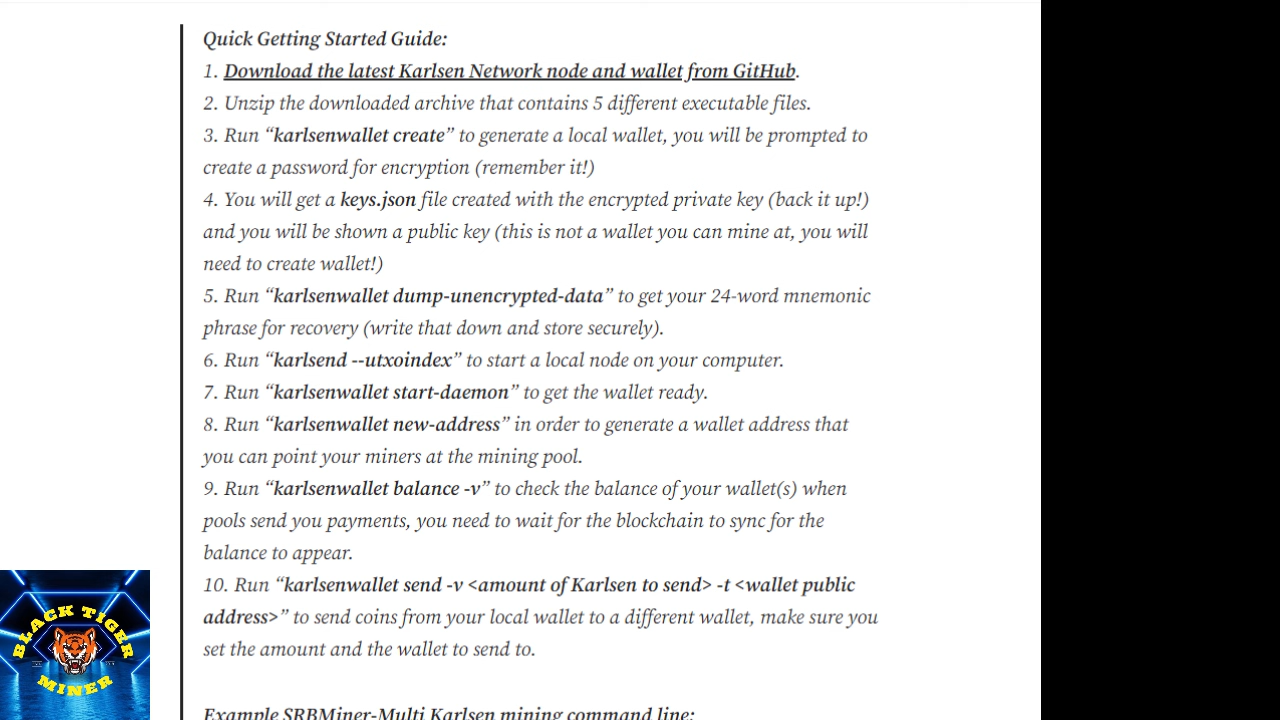 Quick Getting Started Guide:
1. Download the latest Karlsen Network node and wallet from GitHub.
2. Unzip the downloaded archive that contains 5 different executable files.
3. Run “karlsenwallet create” to generate a local wallet, you will be prompted to
create a password for encryption (remember it!)
4. You will get a keys.json file created with the encrypted private key (back it up!)
and you will be shown a public key (this is not a wallet you can mine at, you will
need to create wallet!)
5. Run “karlsenwallet dump-unencrypted-data” to get your 24-word mnemonic
phrase for recovery (write that down and store securely).
6. Run “karlsend --utxoindex” to start a local node on your computer.
7. Run “karlsenwallet start-daemon” to get the wallet ready.
8. Run “karlsenwallet new-address” in order to generate a wallet address that
you can point your miners at the mining pool.
9. Run “karlsenwallet balance -v” to check the balance of your wallet(s) when
pools send you payments, you need to wait for the blockchain to sync for the
balance to appear.
10. Run “karlsenwallet send -v <amount of Karlsen to send> -t <wallet public
address>” to send coins from your local wallet to a different wallet, make sure you
set the amount and the wallet to send to.
Example SRBMiner-Multi Karlsen mining command line:
BLACK TIGER
MINER